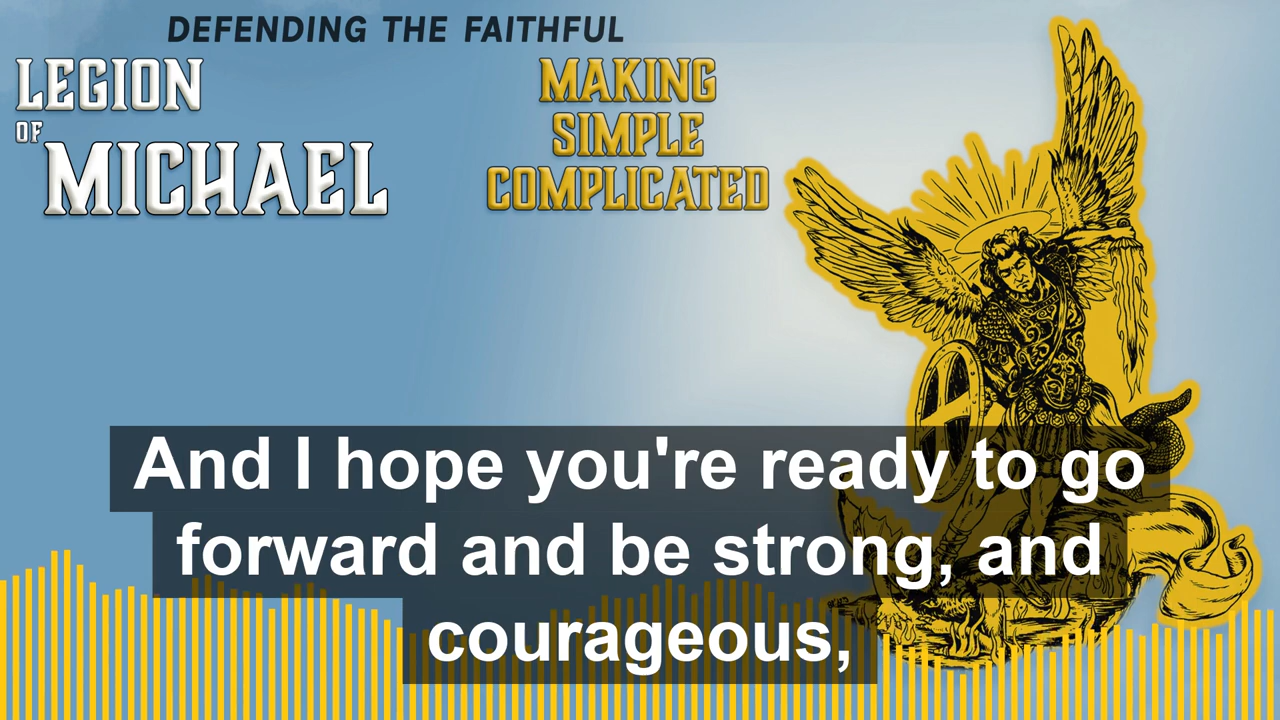 DEFENDING THE FAITHFUL
LEGION
OF
MICHAEL
MAKING
SIMPLE
COMPLICATED
And I hope you're ready to go
forward and be strong, and
courageous,